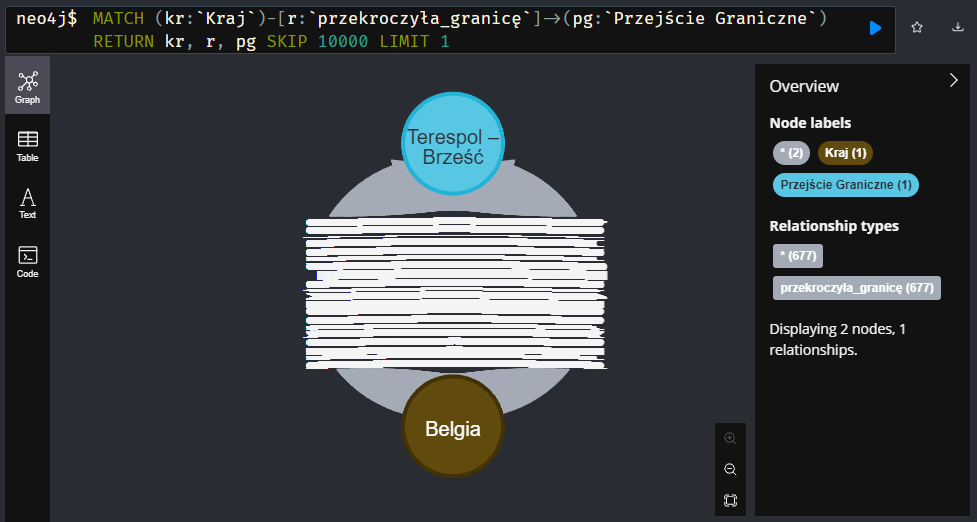 neo4j$ MATCH (kr:`Kraj`)-[r:`przekroczyła_granicę`]→(pg:`Przejście Graniczne`)
RETURN kr, r, pg SKIP 10000 LIMIT 1
Graph
Table
Text
Code
Terespol –
Brześć
Belgia
Overview
Node labels
* (2) Kraj (1)
Przejście Graniczne (1)
Relationship types
* (677)
przekroczyła_granicę (677)
Displaying 2 nodes, 1
relationships.